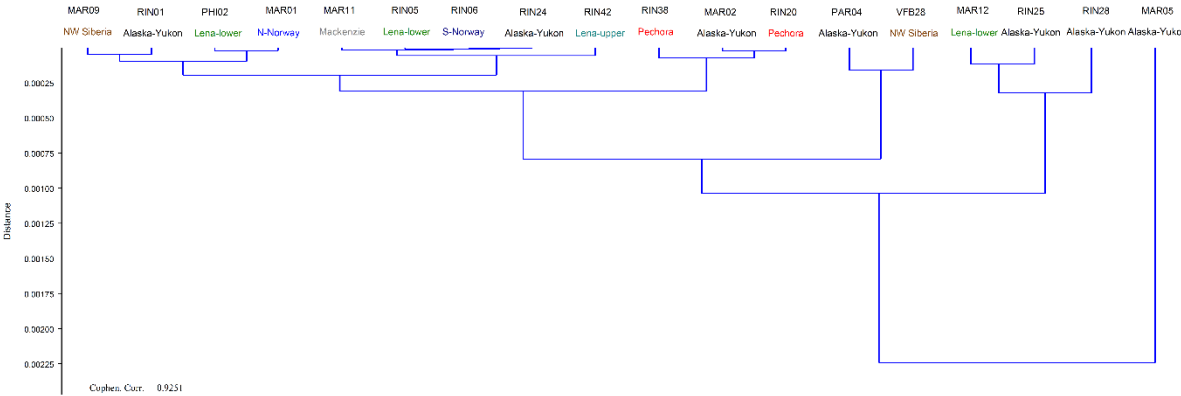 MAR09 RIN01 PHI02 MAR01 MAR11 RIN05 RIN06 RIN24 RIN42 RIN38 MAR02 RIN20 PAR04 VFB28 MAR12 RIN25 RIN28 MAR05
NW Siberia Alaska-Yukon Lena-lower N-Norway Mackenzie Lena-lower S-Norway Alaska-Yukon Lena-upper Pechora Alaska-Yukon Pechora Alaska-Yukon NW Siberia Lena-lower Alaska-Yukon Alaska-Yukon Alaska-Yuko
0.00025
0.00050
0.00075
0.00100
0.00125
0.00150
0.00175
0.00200
0.00225
Distance
Cophen. Corr. 0.9251